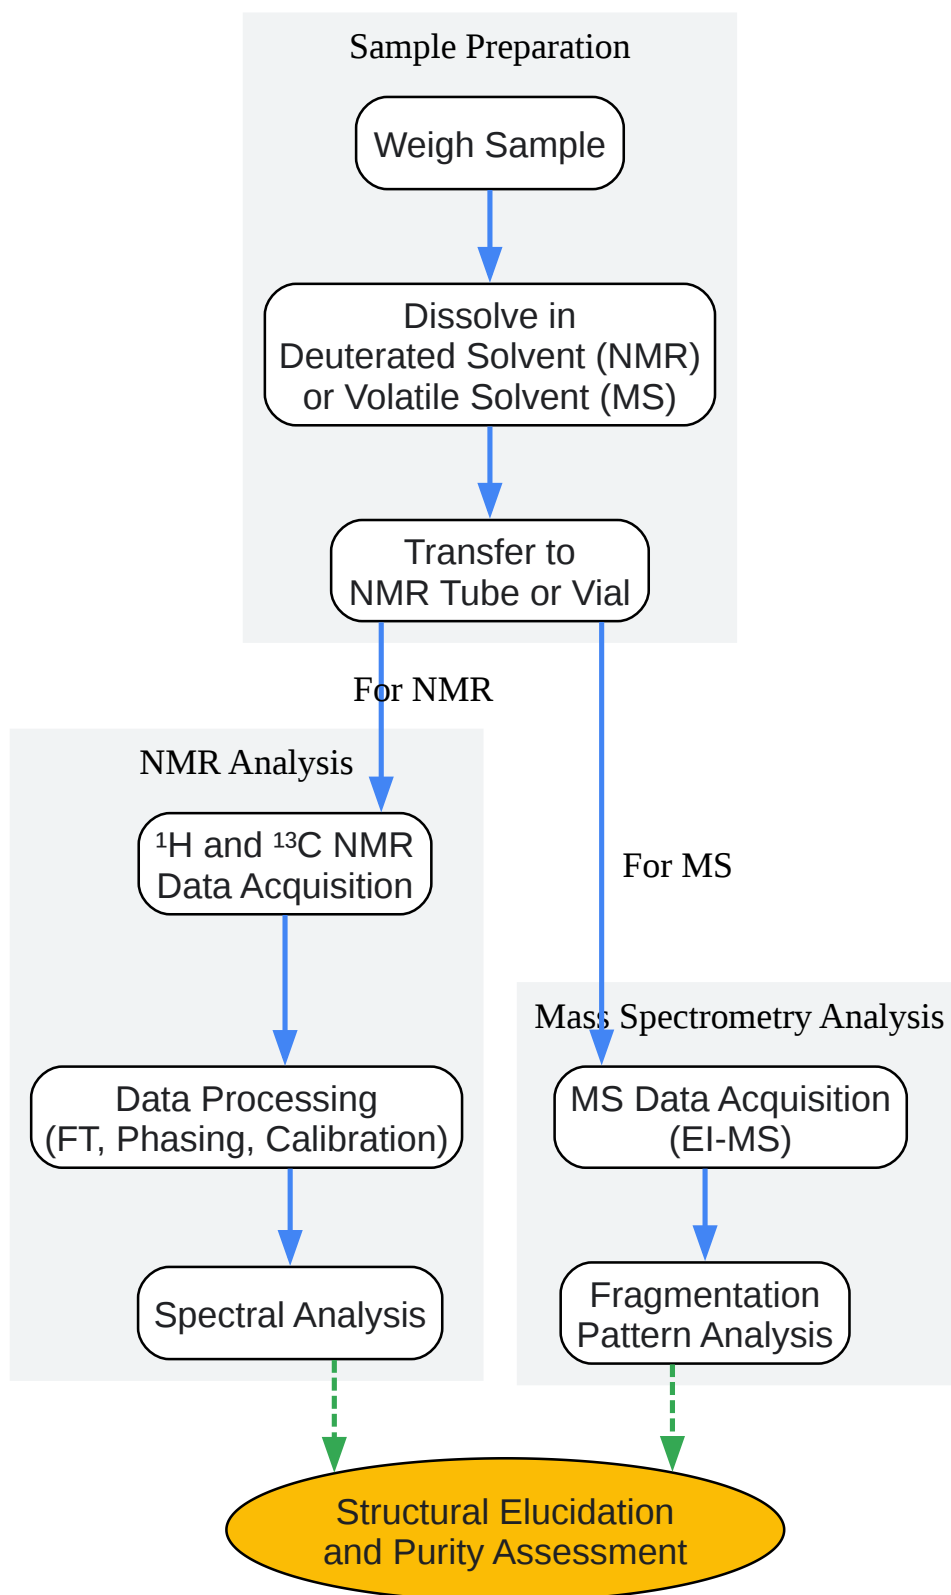 Sample Preparation
Weigh Sample
Dissolve in
Deuterated Solvent (NMR)
or Volatile Solvent (MS)
Transfer to
NMR Tube or Vial
For NMR
NMR Analysis
¹H and ¹³C NMR
Data Acquisition
For MS
Mass Spectrometry Analysis
Data Processing
(FT, Phasing, Calibration)
MS Data Acquisition
(EI-MS)
Spectral Analysis
Fragmentation
Pattern Analysis
Structural Elucidation
and Purity Assessment